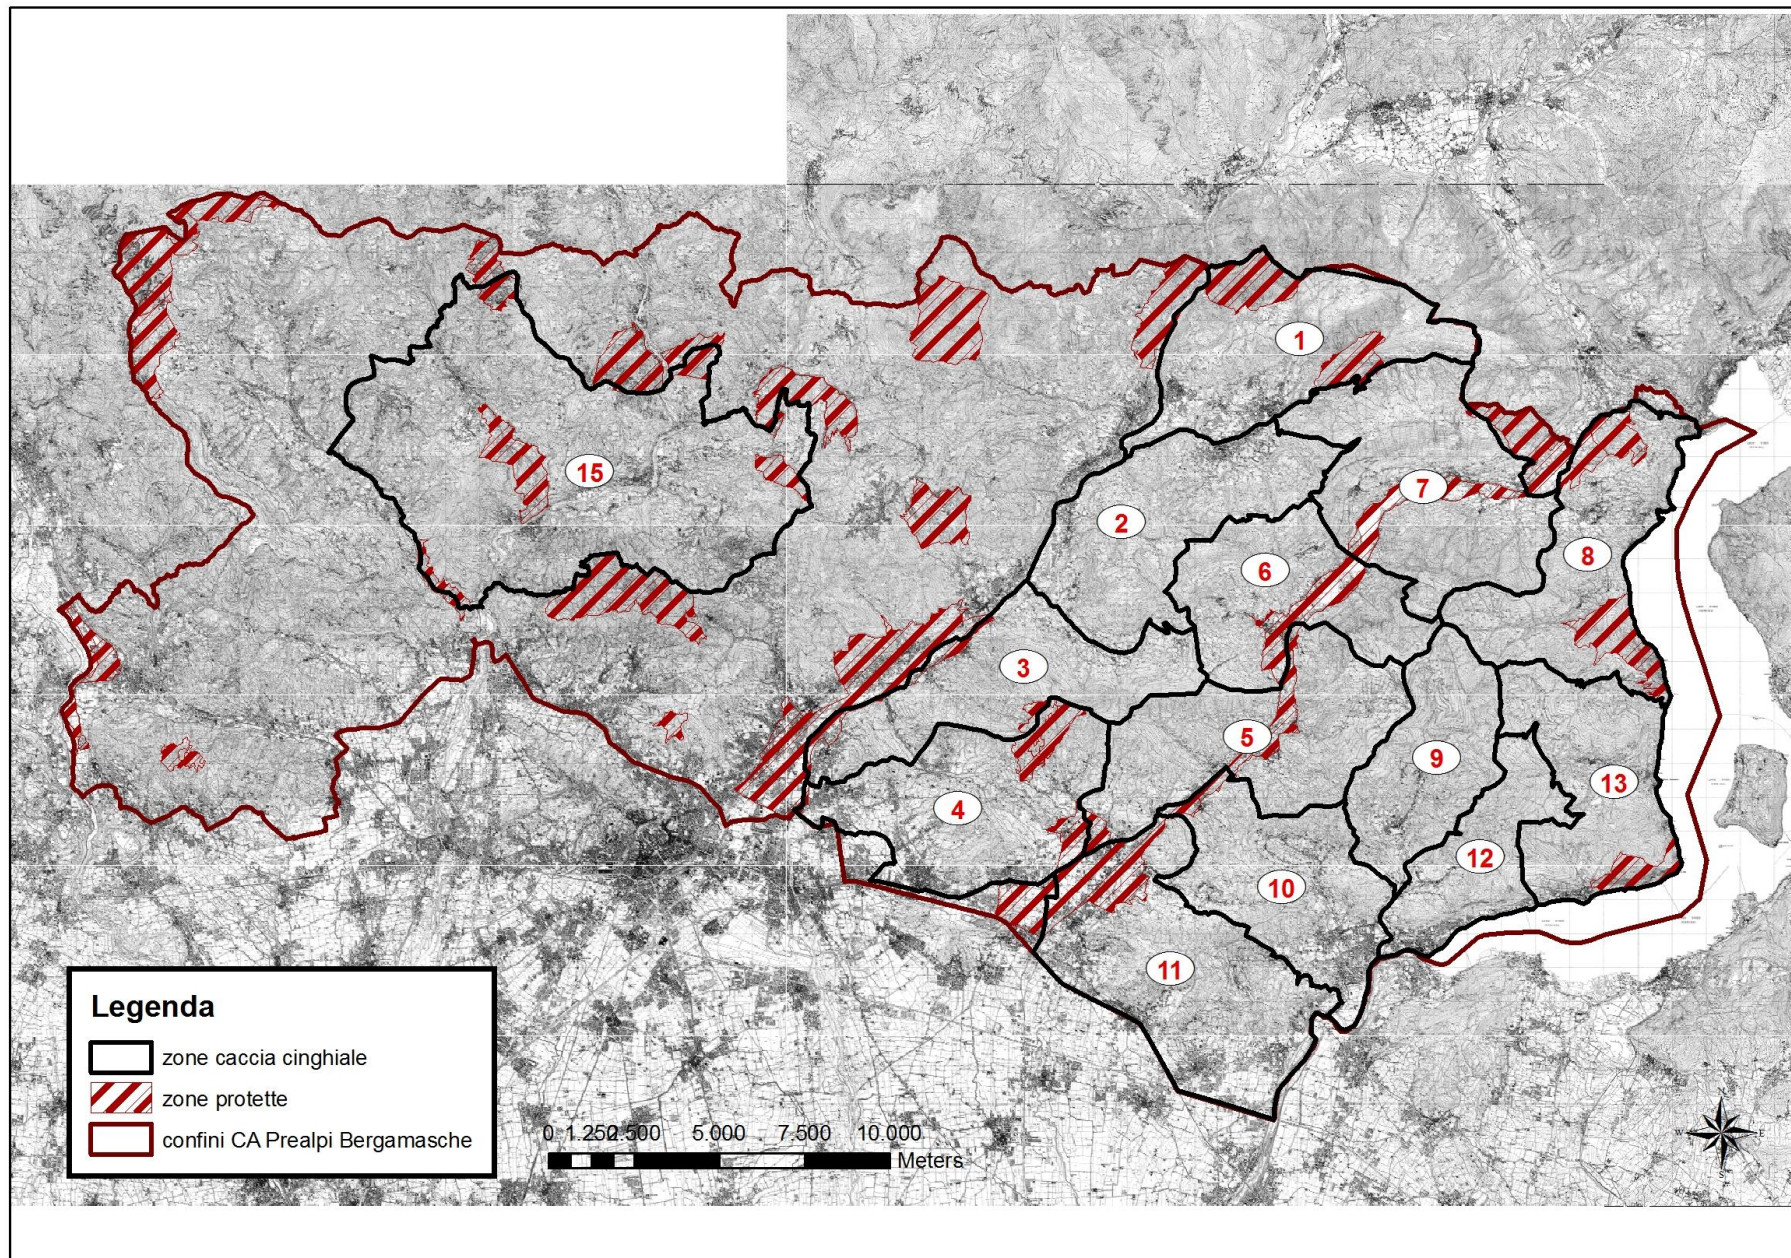 1
15
7
2
8
6
3
5
9
13
4
12
10
11
Legenda
zone caccia cinghiale
zone protette
confini CA Prealpi Bergamasche
0 1.250 2.500 5.000 7.500 10.000
Meters
N
W E
S